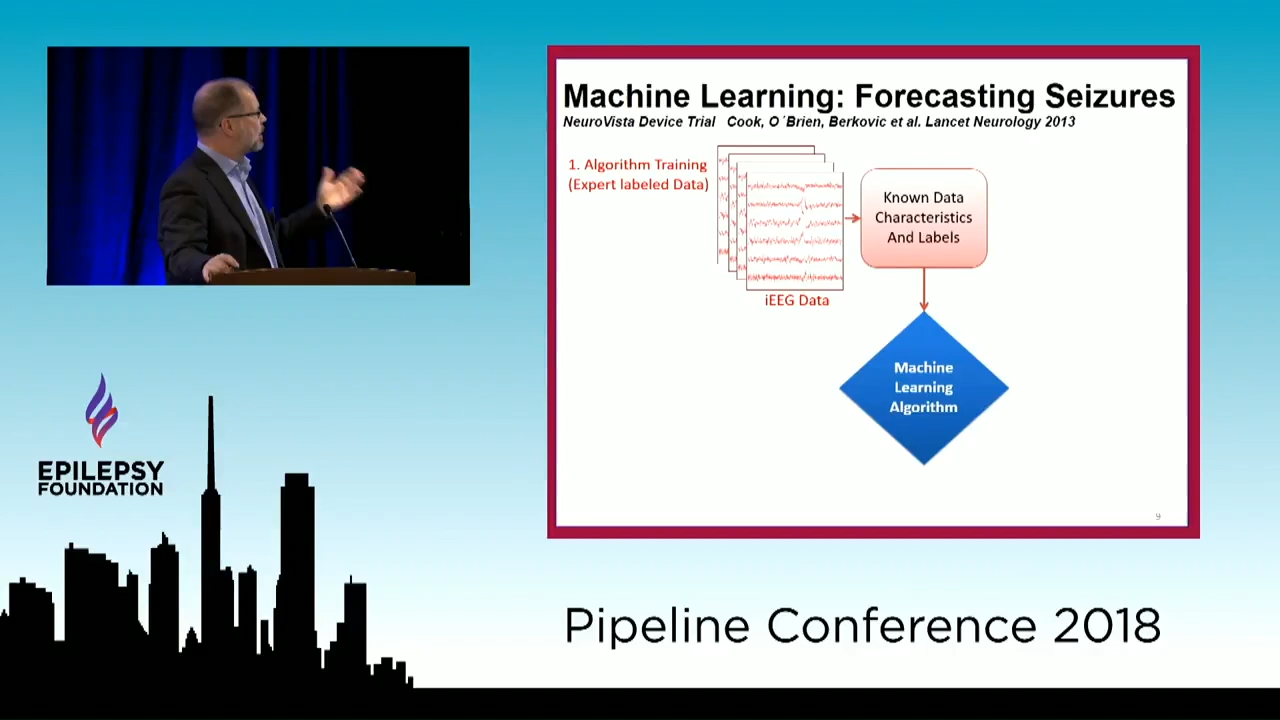 Machine Learning: Forecasting Seizures
NeuroVista Device Trial Cook, O´Brien, Berkovic et al. Lancet Neurology 2013
1. Algorithm Training
(Expert labeled Data)
iEEG Data
Known Data
Characteristics
And Labels
Machine
Learning
Algorithm
9
EPILEPSY
FOUNDATION
Pipeline Conference 2018